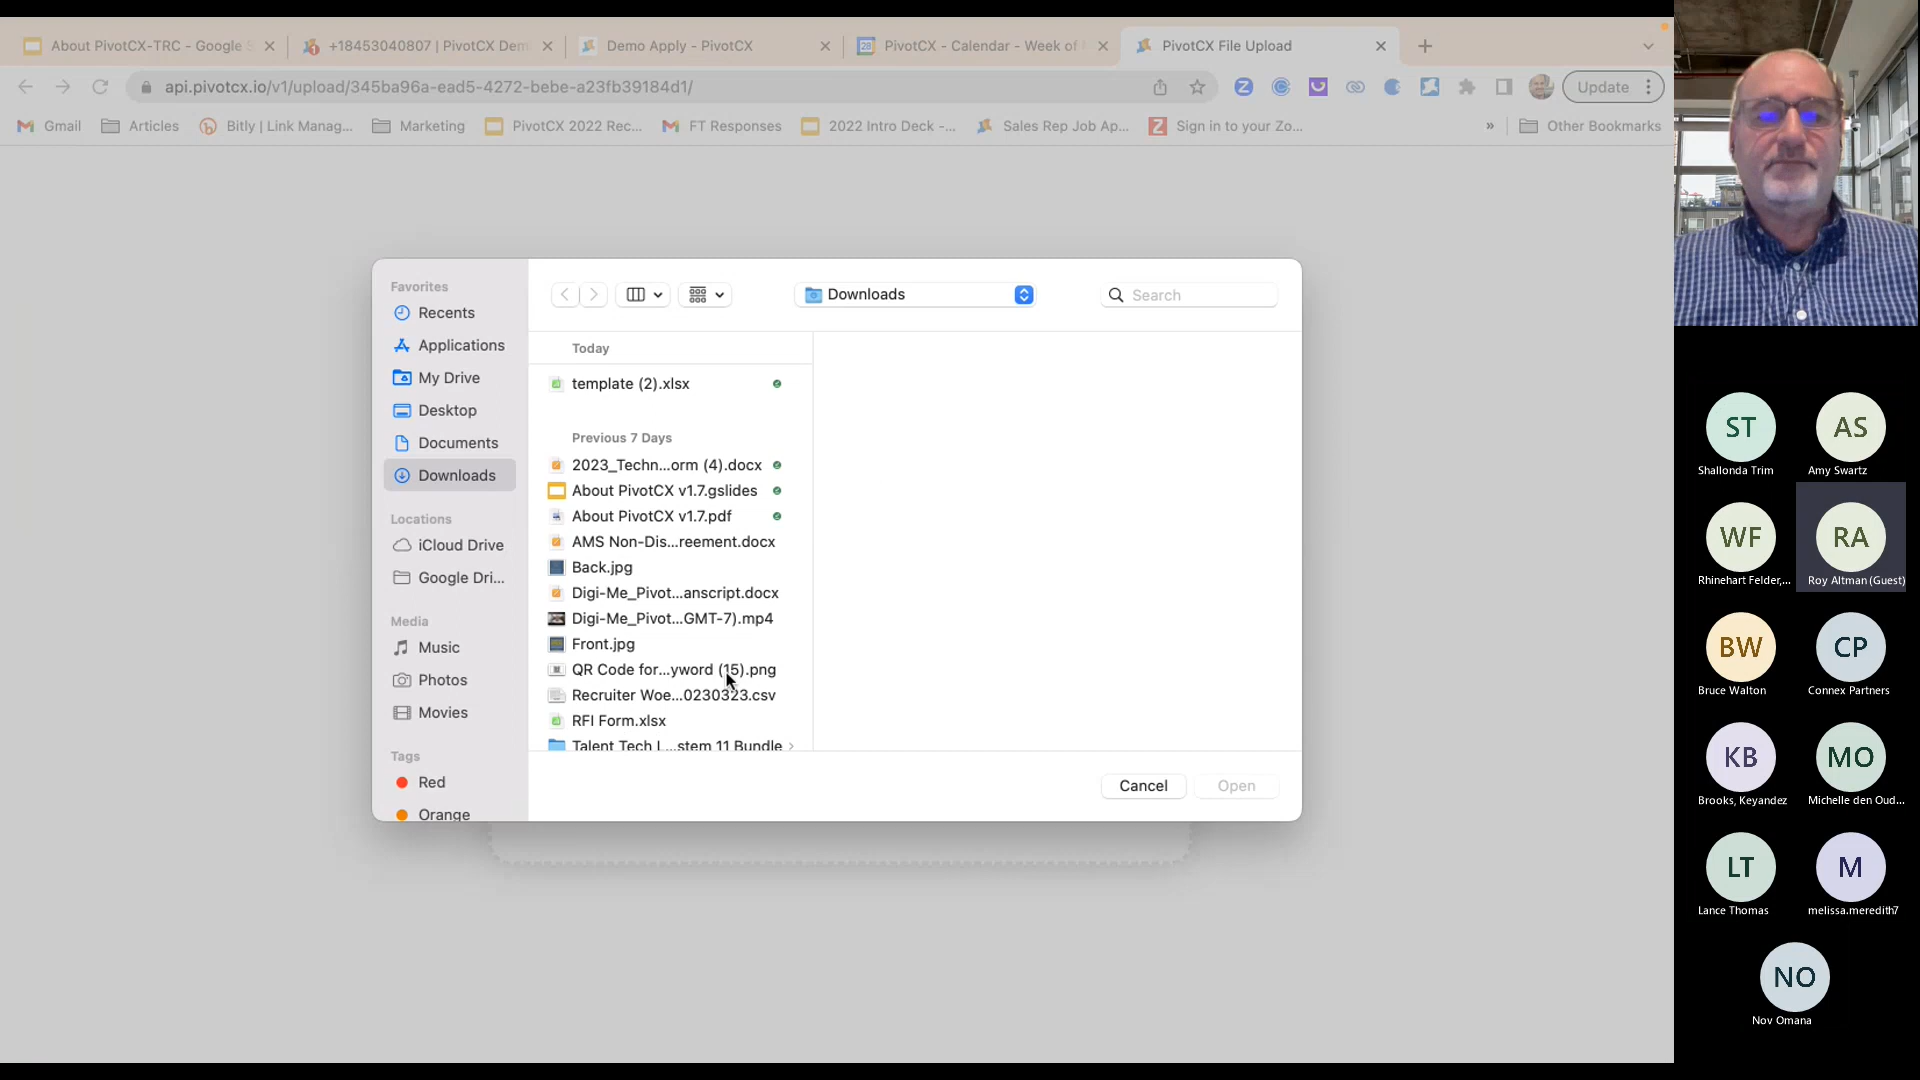 About PivotCX-TRC - Google S
+18453040807 | PivotCX Dem
Demo Apply - PivotCX
PivotCX - Calendar - Week of
PivotCX File Upload
api.pivotcx.io/v1/upload/345ba96a-ead5-4272-bebe-a23fb39184d1/
Update
Gmail
Articles
Bitly | Link Manag...
Marketing
PivotCX 2022 Rec...
FT Responses
2022 Intro Deck -...
Sales Rep Job Ap...
Sign in to your Zo...
»
Other Bookmarks
Favorites
Recents
Applications
My Drive
Desktop
Documents
Downloads
Locations
iCloud Drive
Google Dri...
Media
Music
Photos
Movies
Tags
Red
Orange
Downloads
Search
Today
template (2).xlsx
Previous 7 Days
2023_Techn...orm (4).docx
About PivotCX v1.7.gslides
About PivotCX v1.7.pdf
AMS Non-Dis...reement.docx
Back.jpg
Digi-Me_Pivot...anscript.docx
Digi-Me_Pivot...GMT-7).mp4
Front.jpg
QR Code for...yword (15).png
Recruiter Woe...0230323.csv
RFI Form.xlsx
Talent Tech L...stem 11 Bundle
Cancel
Open
ST
Shallonda Trim
AS
Amy Swartz
WF
Rhinehart Felder,...
RA
Roy Altman (Guest)
BW
Bruce Walton
CP
Connex Partners
KB
Brooks, Keyandez
MO
Michelle den Oud...
LT
Lance Thomas
M
melissa.meredith7
NO
Nov Omana